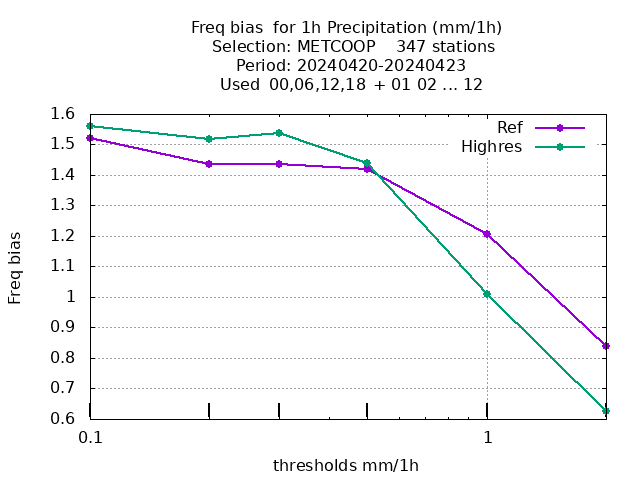 Freq bias  for 1h Precipitation (mm/1h)
Selection: METCOOP    347 stations
Period: 20240420-20240423
Used  00,06,12,18  + 01 02 ... 12
Ref
Highres
1.6
1.5
1.4
1.3
1.2
1.1
1
0.9
0.8
0.7
0.6
Freq bias
0.1
1
thresholds mm/1h